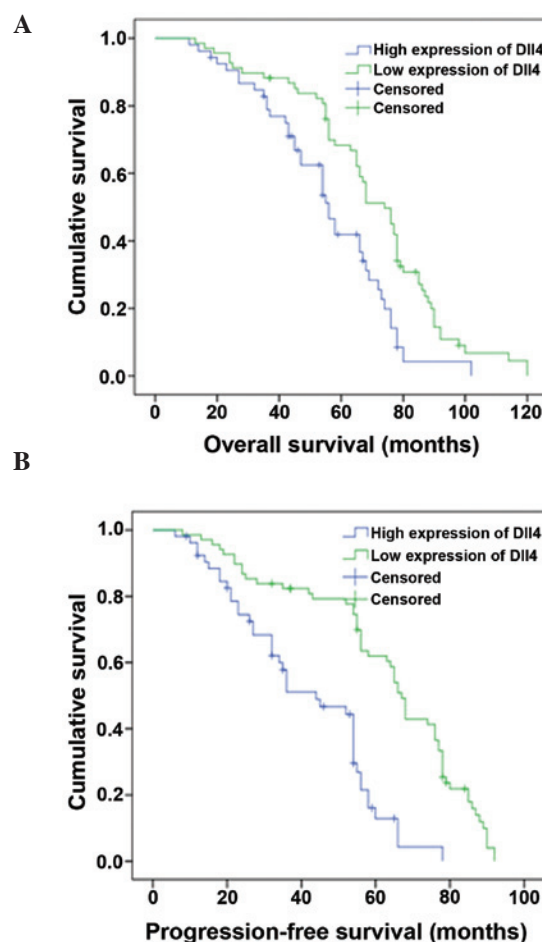 A
High expression of Dll4
Low expression of Dll4
Censored
Censored
Cumulative survival
1.0
0.8
0.6
0.4
0.2
0.0
0 20 40 60 80 100 120
Overall survival (months)
B
High expression of Dll4
Low expression of Dll4
Censored
Censored
Cumulative survival
1.0
0.8
0.6
0.4
0.2
0.0
0 20 40 60 80 100
Progression-free survival (months)